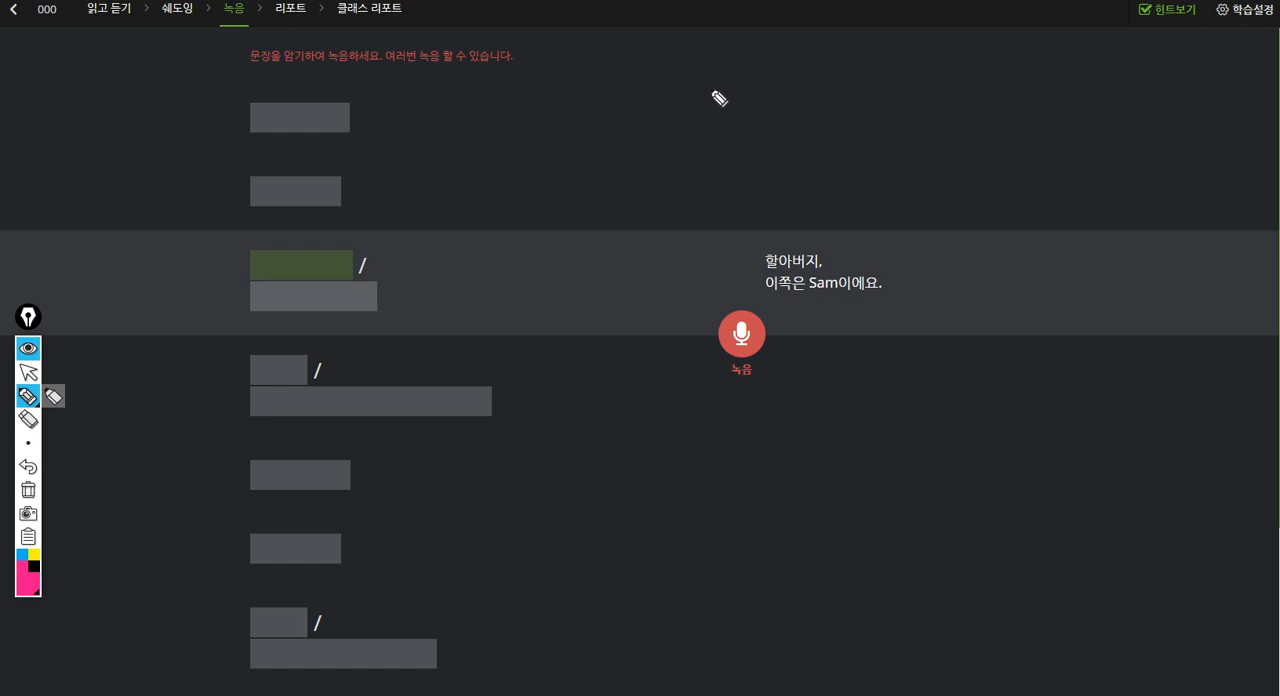 000 읽고 듣기 쉐도잉 녹음 리포트 클래스 리포트 힌트보기 학습설정
문장을 암기하여 녹음하세요. 여러번 녹음 할 수 있습니다.
/
할아버지,
이쪽은 Sam이에요.
녹음
/
/